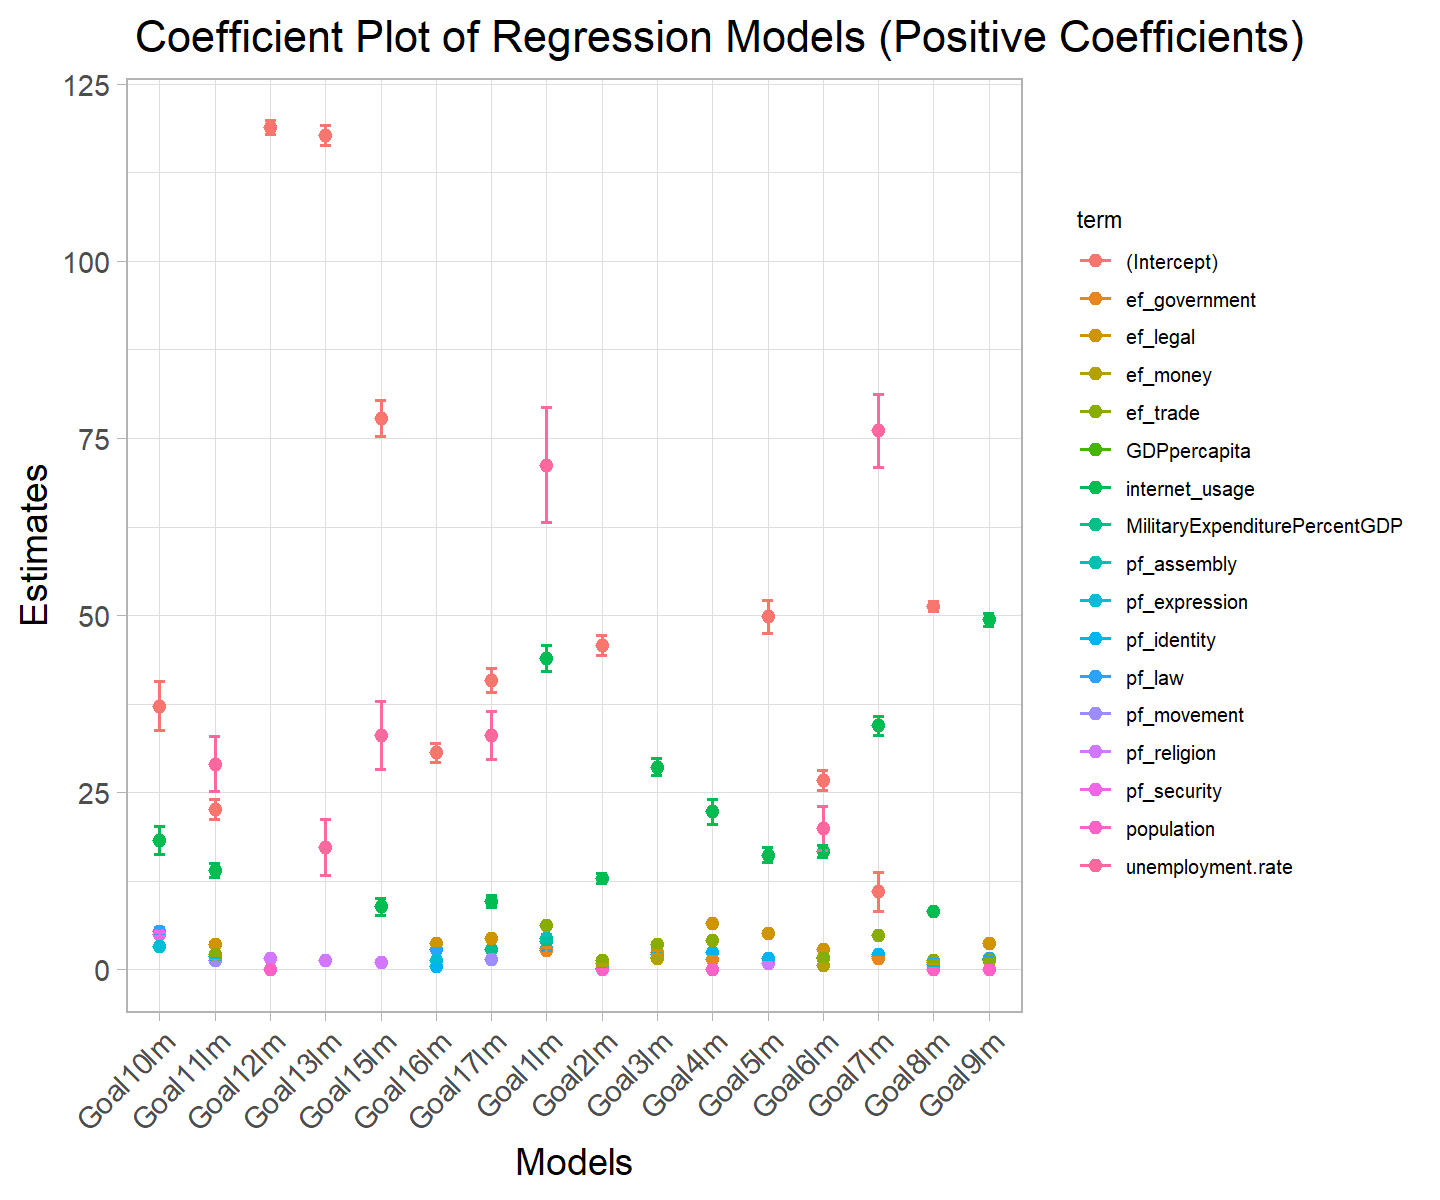 Coefficient Plot of Regression Models (Positive Coefficients)
125
100
75
50
25
0
Estimates
Goal10lm
Goal11lm
Goal12lm
Goal13lm
Goal15lm
Goal16lm
Goal17lm
Goal1lm
Goal2lm
Goal3lm
Goal4lm
Goal5lm
Goal6lm
Goal7lm
Goal8lm
Goal9lm
Models
term
(Intercept)
ef_government
ef_legal
ef_money
ef_trade
GDPpercapita
internet_usage
MilitaryExpenditurePercentGDP
pf_assembly
pf_expression
pf_identity
pf_law
pf_movement
pf_religion
pf_security
population
unemployment.rate